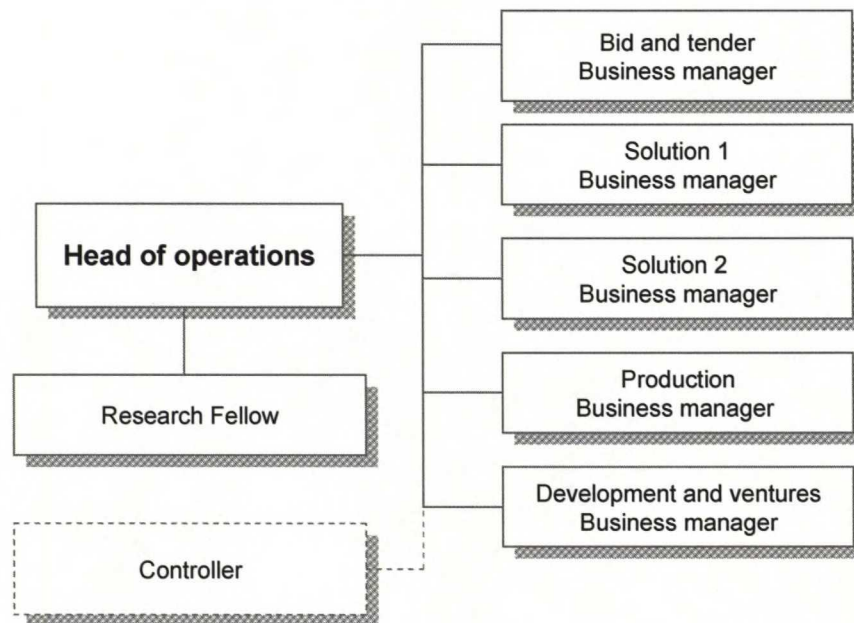 Head of operations
Research Fellow
Controller
Bid and tender
Business manager
Solution 1
Business manager
Solution 2
Business manager
Production
Business manager
Development and ventures
Business manager